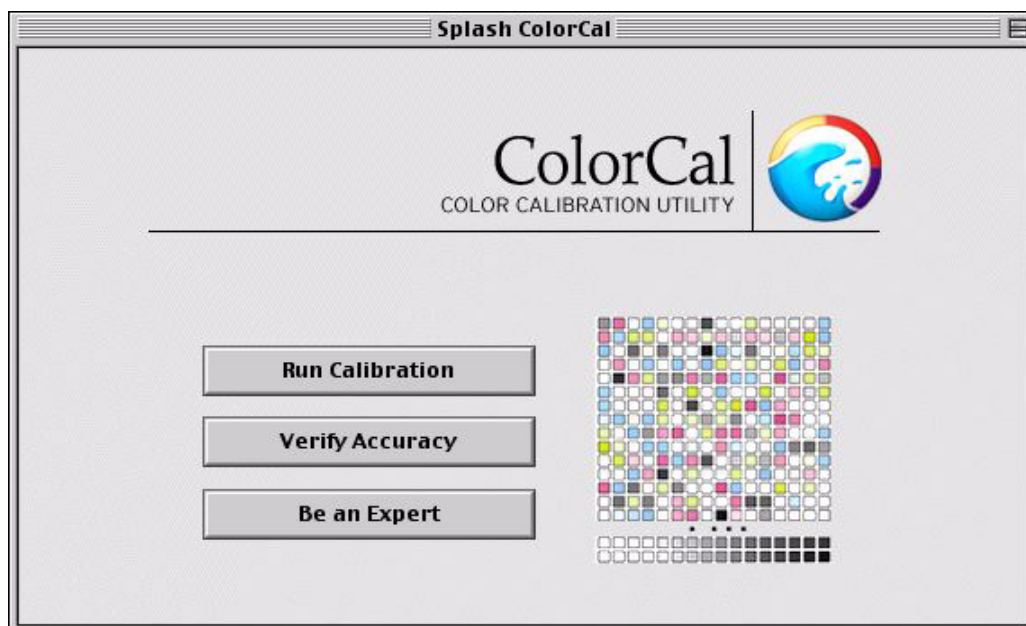 Splash ColorCal
ColorCal
COLOR CALIBRATION UTILITY
Run Calibration
Verify Accuracy
Be an Expert